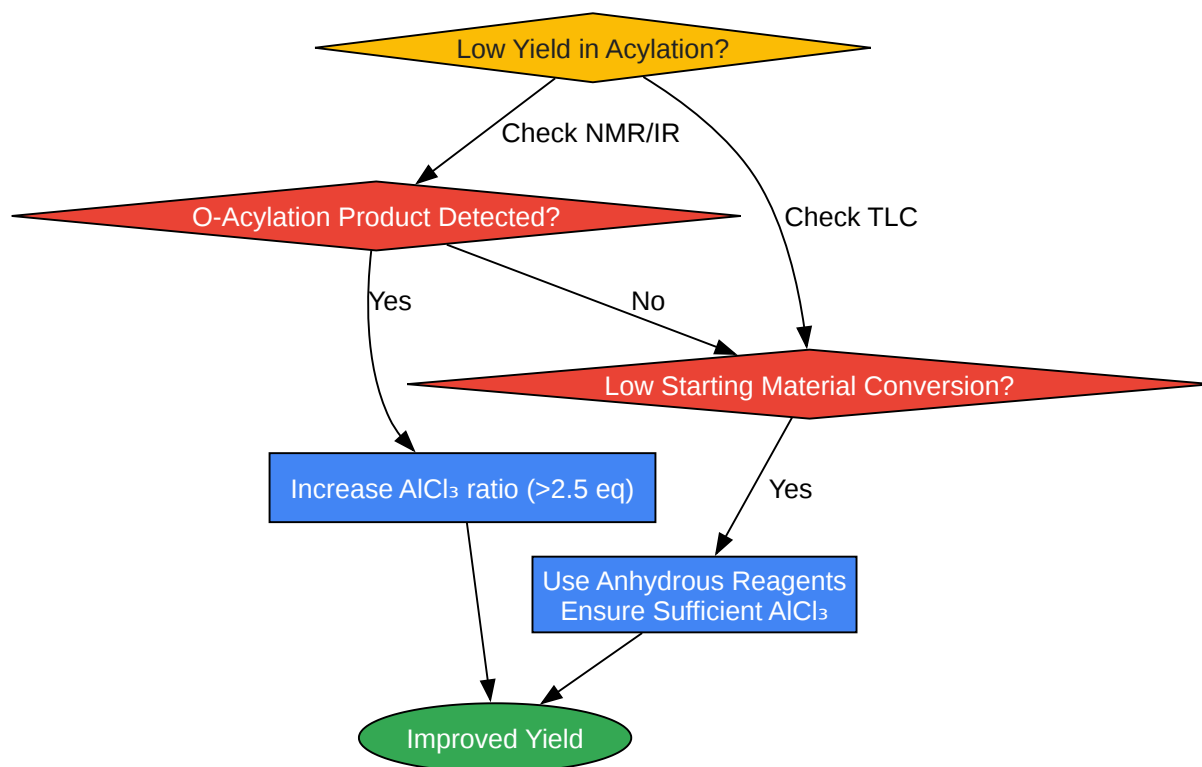 Low Yield in Acylation?
Check NMR/IR
O-Acylation Product Detected?
Check TLC
Yes
No
Low Starting Material Conversion?
Increase AlCl₃ ratio (>2.5 eq)
Yes
Use Anhydrous Reagents
Ensure Sufficient AlCl₃
Improved Yield